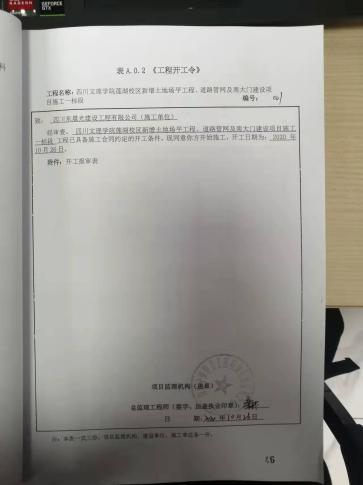 RADEON
GEFORCE
GTX
料
表 A.0.2 《工程开工令》
工程名称：四川文理学院莲湖校区新增土地场平工程、道路管网及南大门建设项
目施工一标段 编号：001
致：四川东晨光建设工程有限公司（施工单位）
经审查，四川文理学院莲湖校区新增土地场平工程、道路管网及南大门建设项目施工
一标段 工程已具备施工合同约定的开工条件，现同意你方开始施工，开工日期为：2020 年
10月26日。
附件：开工报审表
项目监理机构（盖章）
总监理工程师（签字、加盖执业印章）：
日 期：2020年10月26日
注：本表一式三份，项目监理机构、建设单位、施工单位各一份。